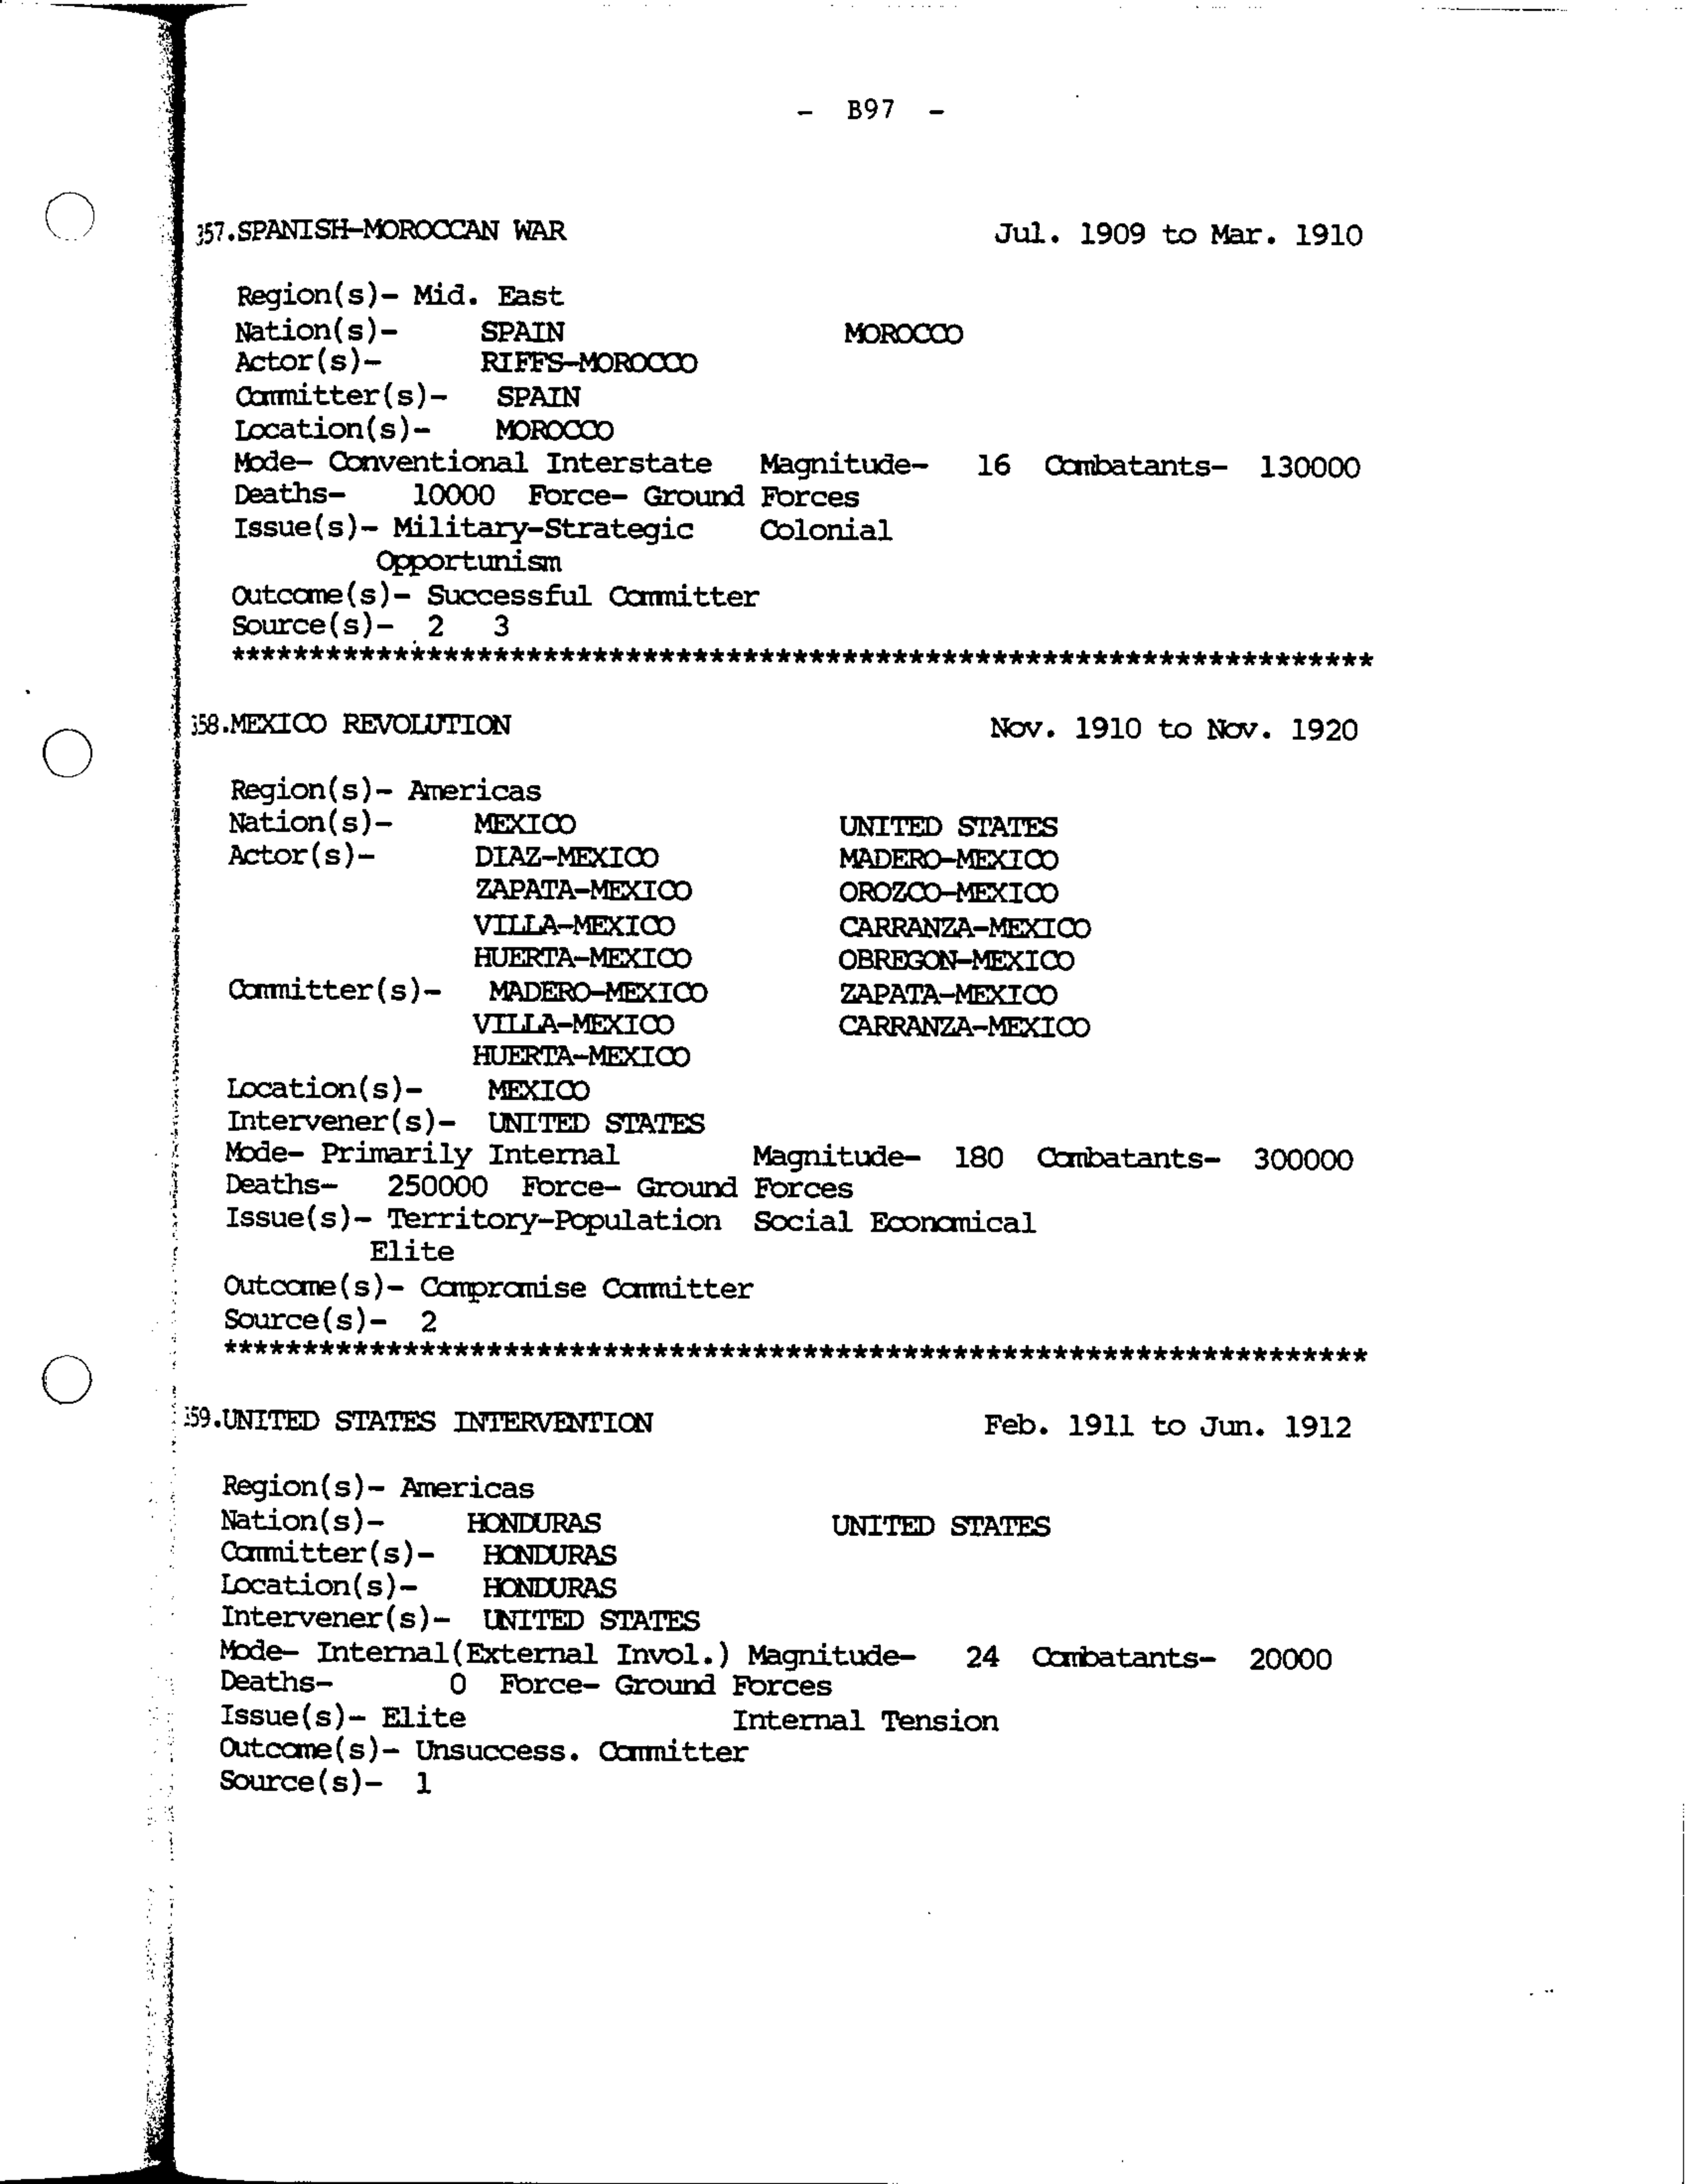 - B97 -
357.SPANISH-MOROCCAN WAR Jul. 1909 to Mar. 1910
Region(s)- Mid. East
Nation(s)- SPAIN MOROCCO
Actor(s)- RIFFS-MOROCCO
Committer(s)- SPAIN
Location(s)- MOROCCO
Mode- Conventional Interstate Magnitude- 16 Combatants- 130000
Deaths- 10000 Force- Ground Forces
Issue(s)- Military-Strategic Colonial
Opportunism
Outcome(s)- Successful Committer
Source(s)- 2 3
********************************************************************
358.MEXICO REVOLUTION Nov. 1910 to Nov. 1920
Region(s)- Americas
Nation(s)- MEXICO UNITED STATES
Actor(s)- DIAZ-MEXICO MADERO-MEXICO
ZAPATA-MEXICO OROZCO-MEXICO
VILLA-MEXICO CARRANZA-MEXICO
HUERTA-MEXICO OBREGON-MEXICO
Committer(s)- MADERO-MEXICO ZAPATA-MEXICO
VILLA-MEXICO CARRANZA-MEXICO
HUERTA-MEXICO
Location(s)- MEXICO
Intervener(s)- UNITED STATES
Mode- Primarily Internal Magnitude- 180 Combatants- 300000
Deaths- 250000 Force- Ground Forces
Issue(s)- Territory-Population Social Economical
Elite
Outcome(s)- Compromise Committer
Source(s)- 2
********************************************************************
359.UNITED STATES INTERVENTION Feb. 1911 to Jun. 1912
Region(s)- Americas
Nation(s)- HONDURAS UNITED STATES
Committer(s)- HONDURAS
Location(s)- HONDURAS
Intervener(s)- UNITED STATES
Mode- Internal(External Invol.) Magnitude- 24 Combatants- 20000
Deaths- 0 Force- Ground Forces
Issue(s)- Elite Internal Tension
Outcome(s)- Unsuccess. Committer
Source(s)- 1